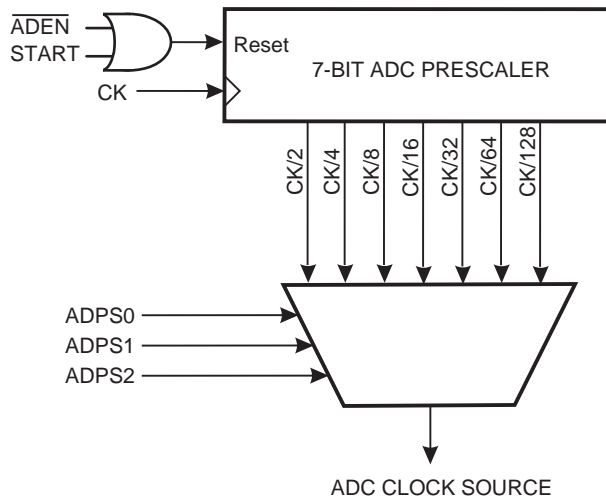 ADEN
START
Reset
7-BIT ADC PRESCALER
CK
CK/2
CK/4
CK/8
CK/16
CK/32
CK/64
CK/128
ADPS0
ADPS1
ADPS2
ADC CLOCK SOURCE